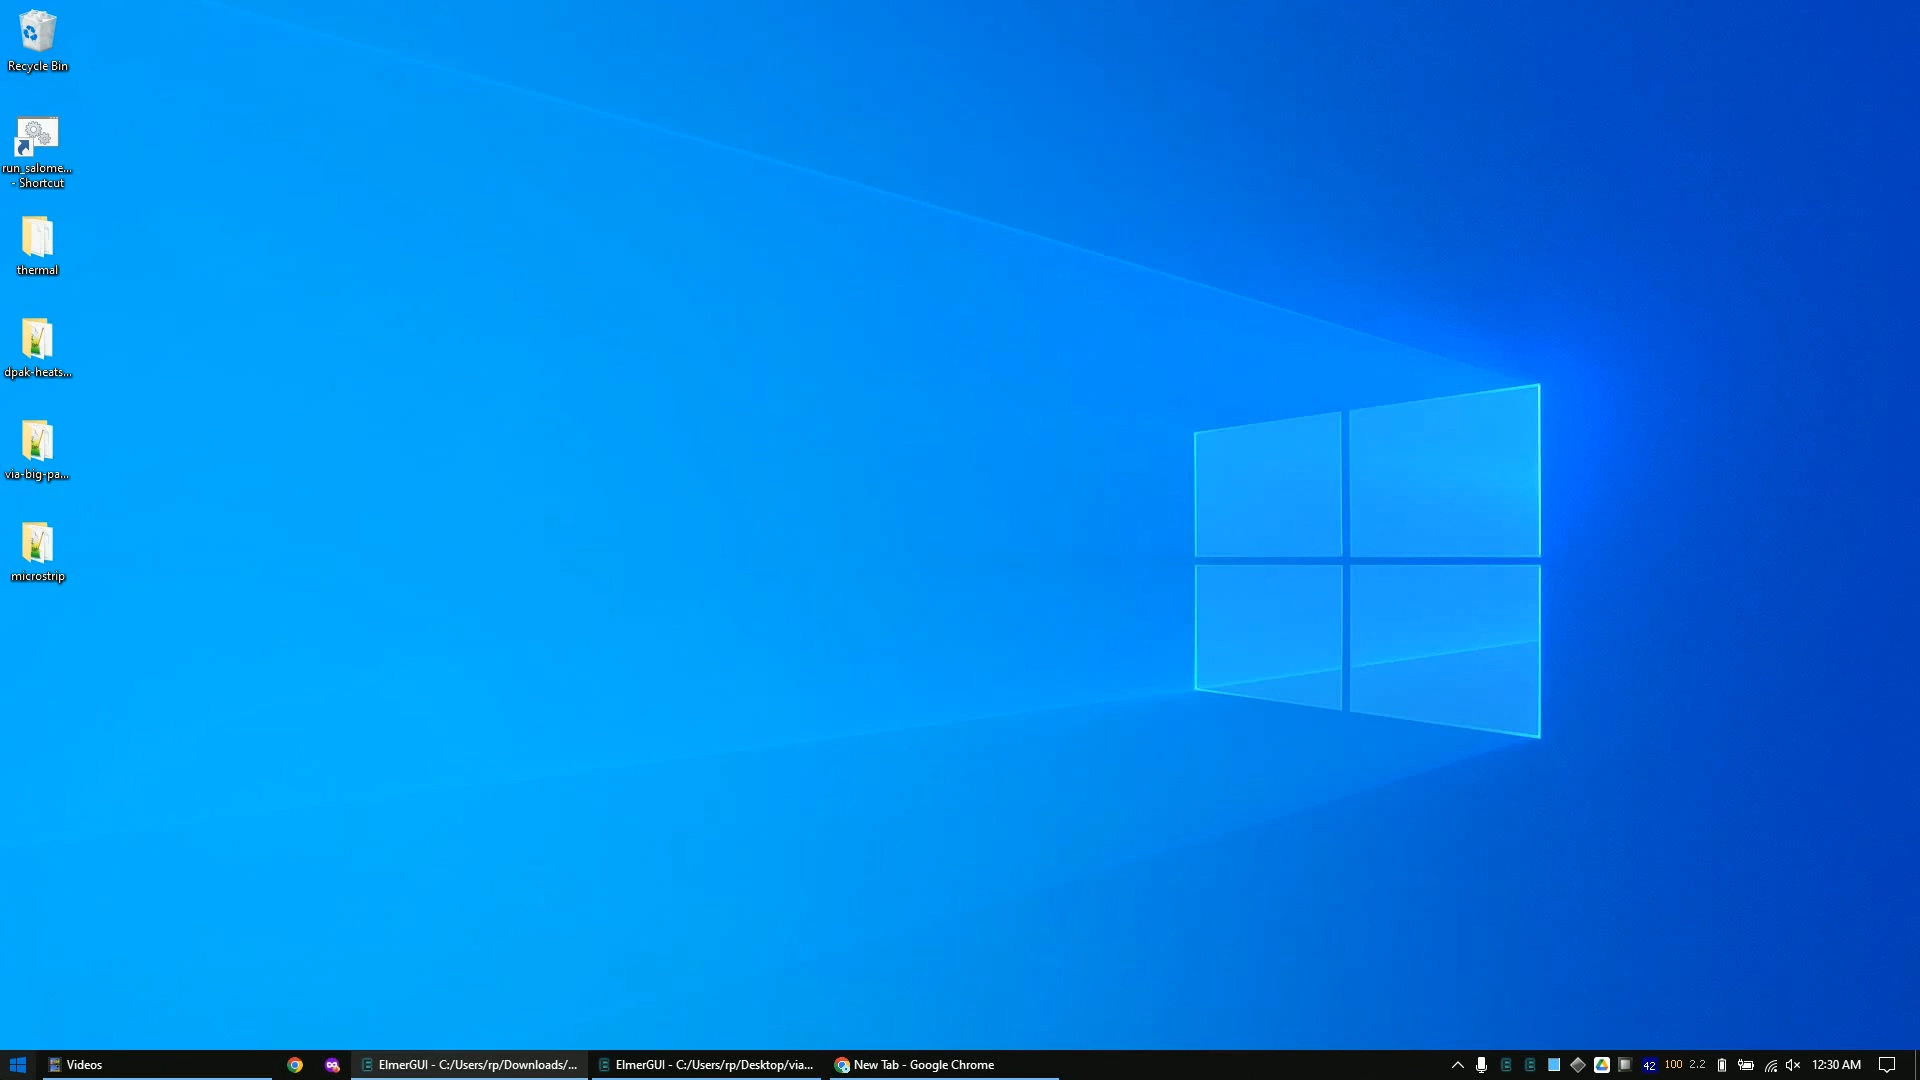 Recycle Bin
run_salome...
- Shortcut
thermal
dpak-heats...
via-big-pa...
microstrip
Videos
ElmerGUI - C:/Users/rp/Downloads/...
ElmerGUI - C:/Users/rp/Desktop/via...
New Tab - Google Chrome
42
100
2.2
12:30 AM